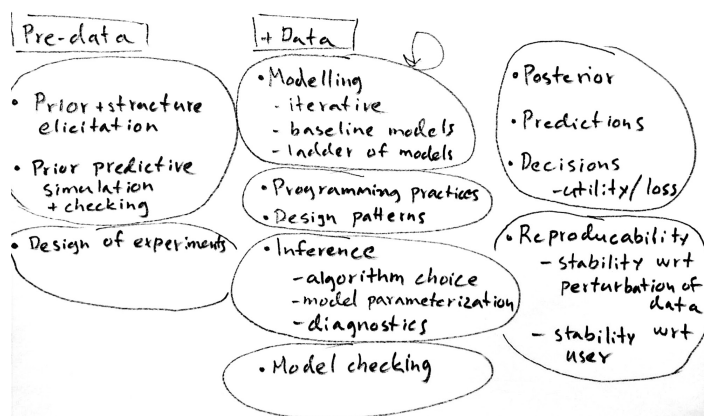 Pre-data
• Prior + structure
elicitation
• Prior predictive
simulation
+ checking
• Design of experiments
+ Data
• Modelling
- iterative
- baseline models
- ladder of models
• Programming practices
• Design patterns
• Inference
- algorithm choice
- model parameterization
- diagnostics
• Model checking
• Posterior
• Predictions
• Decisions
- utility/loss
• Reproducability
- stability wrt
perturbation of
data
- stability wrt
user